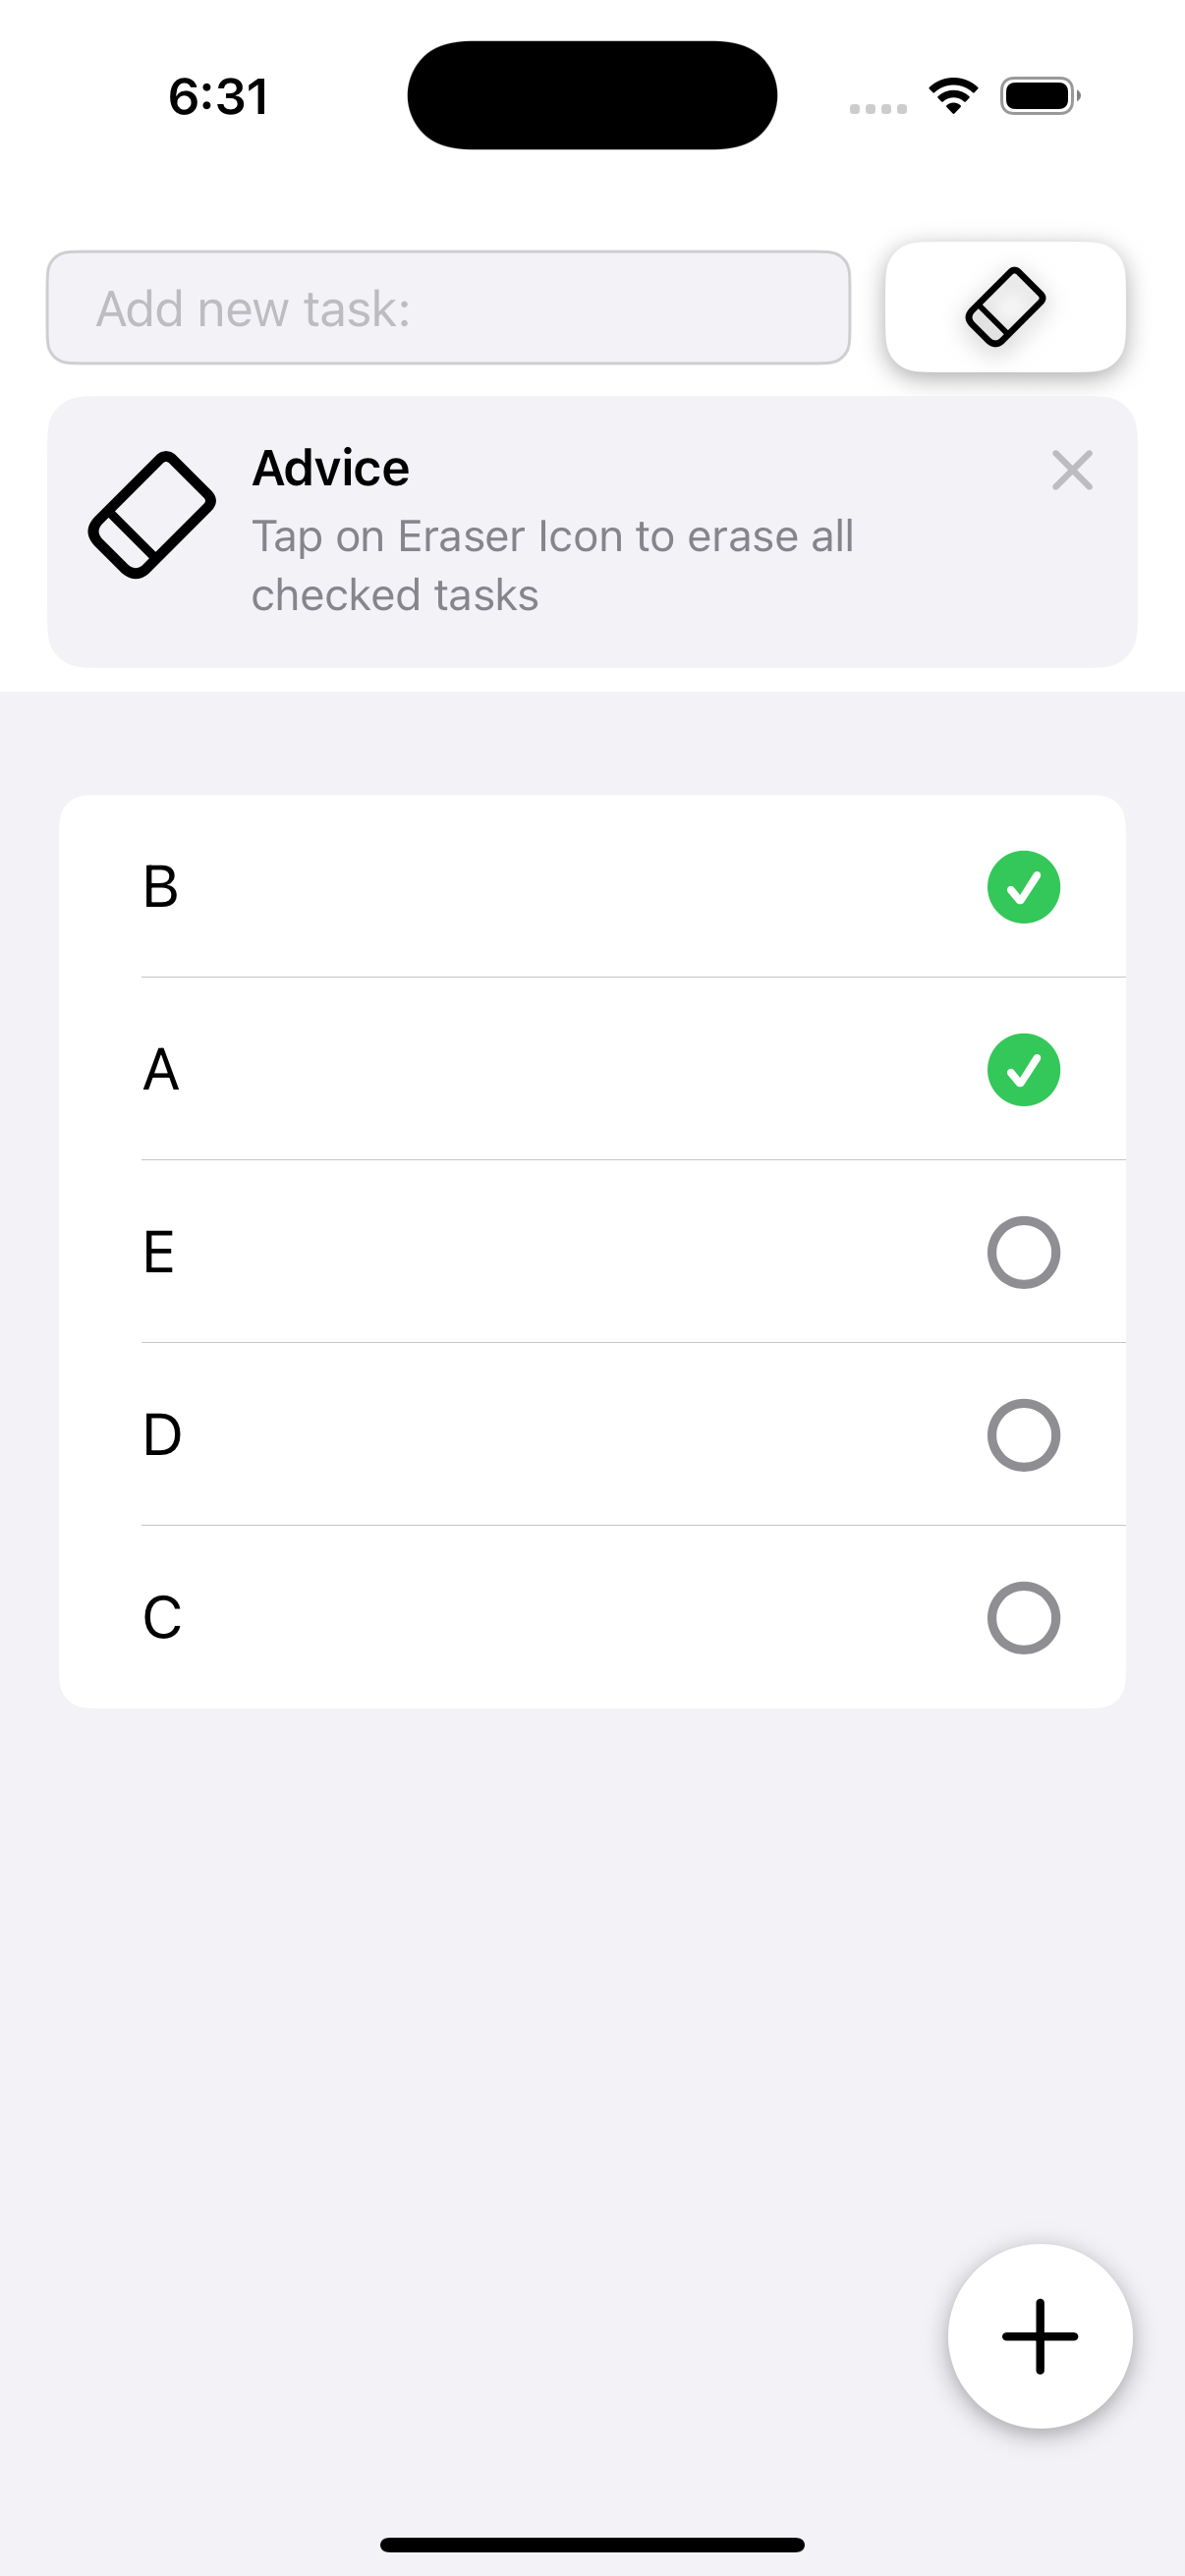 6:31
Add new task:
Advice
Tap on Eraser Icon to erase all
checked tasks
B
A
E
D
C